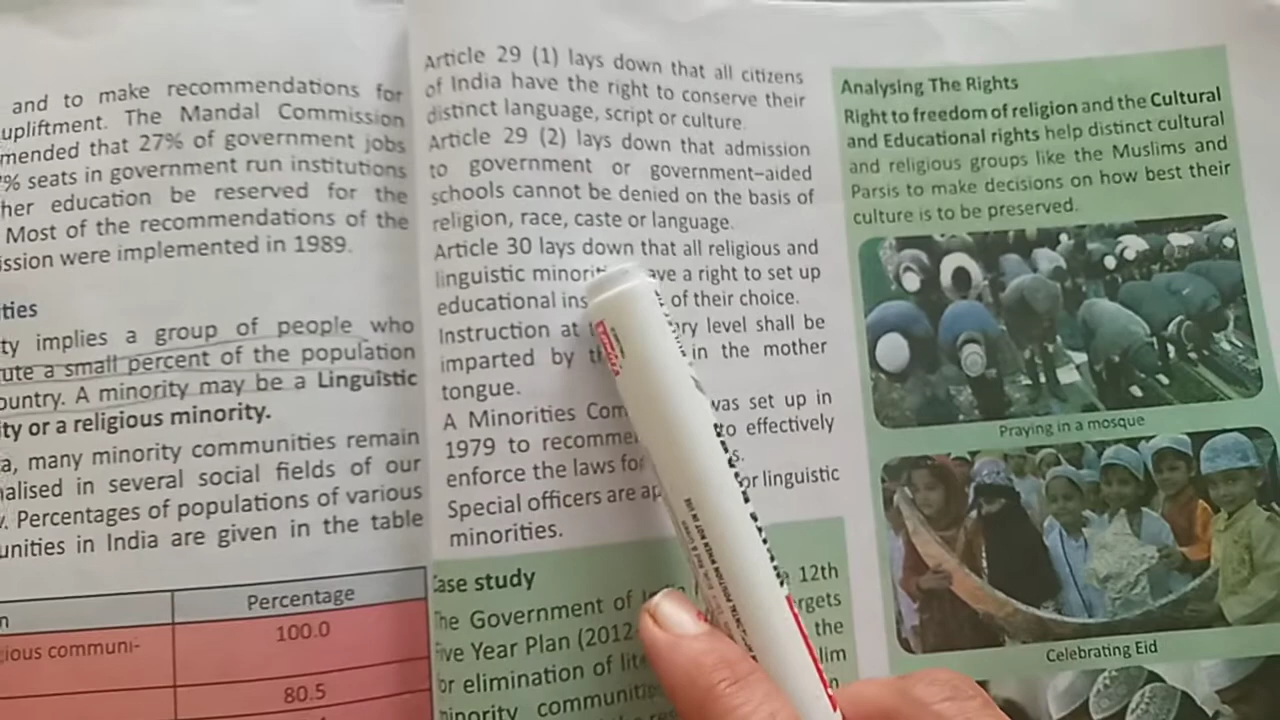 and to make recommendations for
upliftment. The Mandal Commission
mended that 27% of government jobs
% seats in government run institutions
her education be reserved for the
Most of the recommendations of the
ission were implemented in 1989.
ties
ty implies a group of people who
ute a small percent of the population
ountry. A minority may be a Linguistic
ity or a religious minority.
a, many minority communities remain
nalised in several social fields of our
y. Percentages of populations of various
unities in India are given in the table
n Percentage
ious communi- 100.0
80.5
Article 29 (1) lays down that all citizens
of India have the right to conserve their
distinct language, script or culture.
Article 29 (2) lays down that admission
to government or government–aided
schools cannot be denied on the basis of
religion, race, caste or language.
Article 30 lays down that all religious and
linguistic minorit ave a right to set up
educational ins of their choice.
Instruction at ry level shall be
imparted by th in the mother
tongue.
A Minorities Com was set up in
1979 to recomme to effectively
enforce the laws for s.
Special officers are ap or linguistic
minorities.
ase study
The Government of 12th
ive Year Plan (2012- rgets
or elimination of lite the
minority communiti lim
Analysing The Rights
Right to freedom of religion and the Cultural
and Educational rights help distinct cultural
and religious groups like the Muslims and
Parsis to make decisions on how best their
culture is to be preserved.
Praying in a mosque
Celebrating Eid